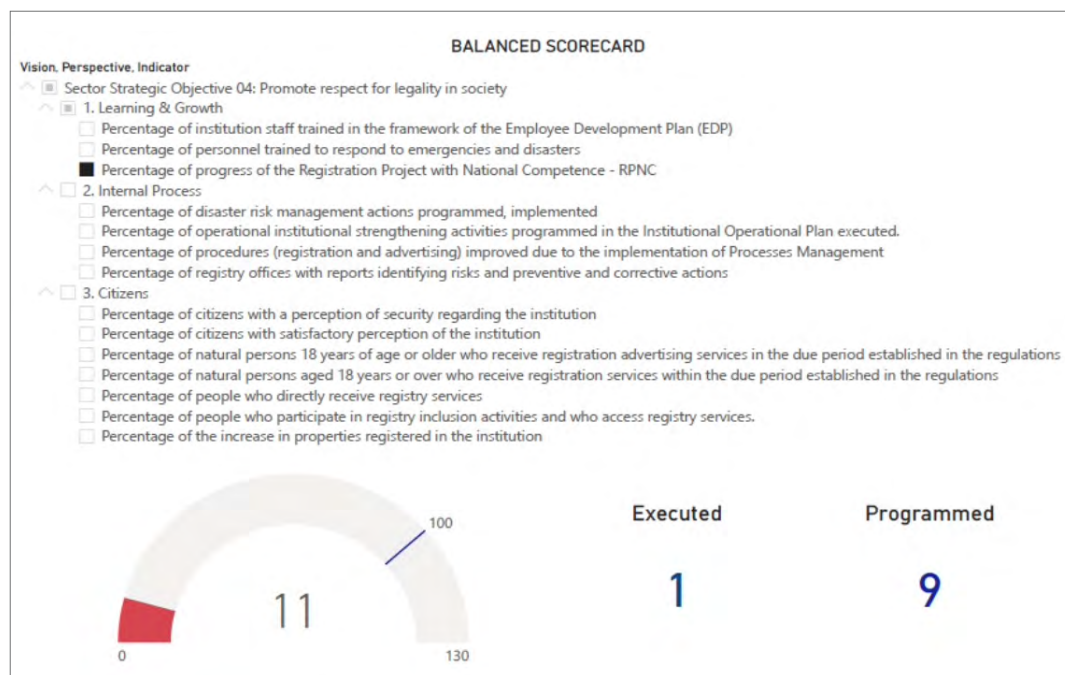 BALANCED SCORECARD
Vision, Perspective, Indicator
Sector Strategic Objective 04: Promote respect for legality in society
1. Learning & Growth
Percentage of institution staff trained in the framework of the Employee Development Plan (EDP)
Percentage of personnel trained to respond to emergencies and disasters
Percentage of progress of the Registration Project with National Competence - RPNC
2. Internal Process
Percentage of disaster risk management actions programmed, implemented
Percentage of operational institutional strengthening activities programmed in the Institutional Operational Plan executed.
Percentage of procedures (registration and advertising) improved due to the implementation of Processes Management
Percentage of registry offices with reports identifying risks and preventive and corrective actions
3. Citizens
Percentage of citizens with a perception of security regarding the institution
Percentage of citizens with satisfactory perception of the institution
Percentage of natural persons 18 years of age or older who receive registration advertising services in the due period established in the regulations
Percentage of natural persons aged 18 years or over who receive registration services within the due period established in the regulations
Percentage of people who directly receive registry services
Percentage of people who participate in registry inclusion activities and who access registry services.
Percentage of the increase in properties registered in the institution
100
11
0
130
Executed
1
Programmed
9